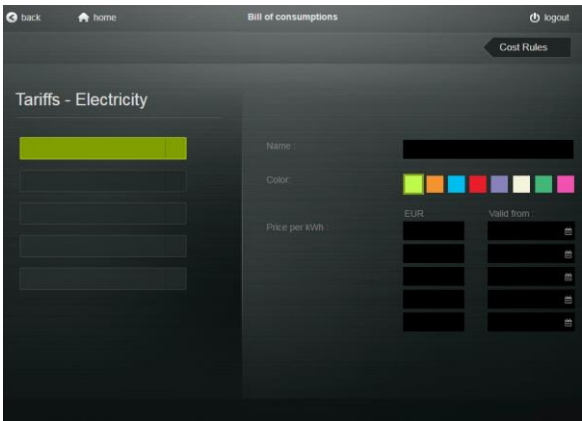 back home Bill of consumptions logout
Cost Rules
Tariffs - Electricity
Name :
Color:
EUR Valid from :
Price per kWh :